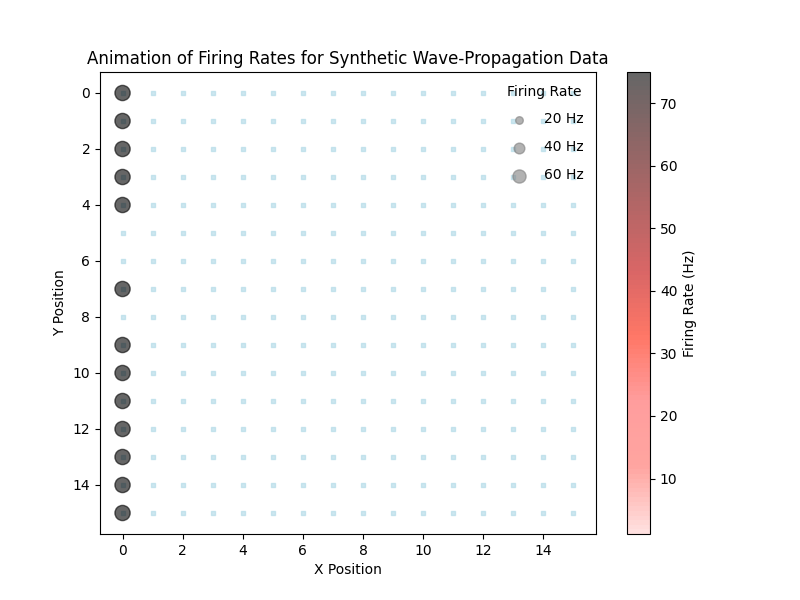 Animation of Firing Rates for Synthetic Wave-Propagation Data
Firing Rate
20 Hz
40 Hz
60 Hz
0
2
4
6
8
10
12
14
Y Position
0 2 4 6 8 10 12 14
X Position
70
60
50
40
30
20
10
Firing Rate (Hz)